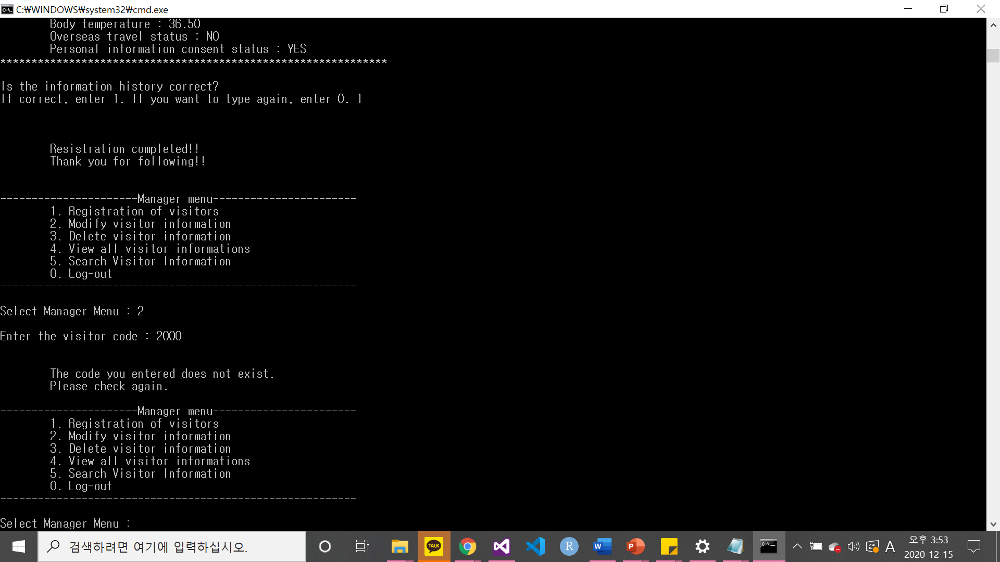 C:₩WINDOWS₩system32₩cmd.exe
Body temperature : 36.50
Overseas travel status : NO
Personal information consent status : YES
**************************************************************
Is the information history correct?
If correct, enter 1. If you want to type again, enter 0. 1
Resistration completed!!
Thank you for following!!
----------------------Manager menu-----------------------
1. Registration of visitors
2. Modify visitor information
3. Delete visitor information
4. View all visitor informations
5. Search Visitor Information
0. Log-out
---------------------------------------------------------
Select Manager Menu : 2
Enter the visitor code : 2000
The code you entered does not exist.
Please check again.
----------------------Manager menu-----------------------
1. Registration of visitors
2. Modify visitor information
3. Delete visitor information
4. View all visitor informations
5. Search Visitor Information
0. Log-out
---------------------------------------------------------
Select Manager Menu :
검색하려면 여기에 입력하십시오.
TALK
R
W
P
A
오후 3:53
2020-12-15